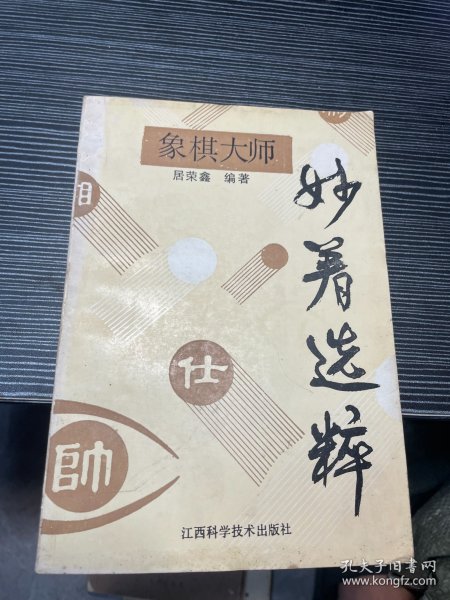 象棋大师
居荣鑫 编著
妙着选粹
相
仕
帥
江西科学技术出版社
孔夫子旧书网
www.kongfz.com